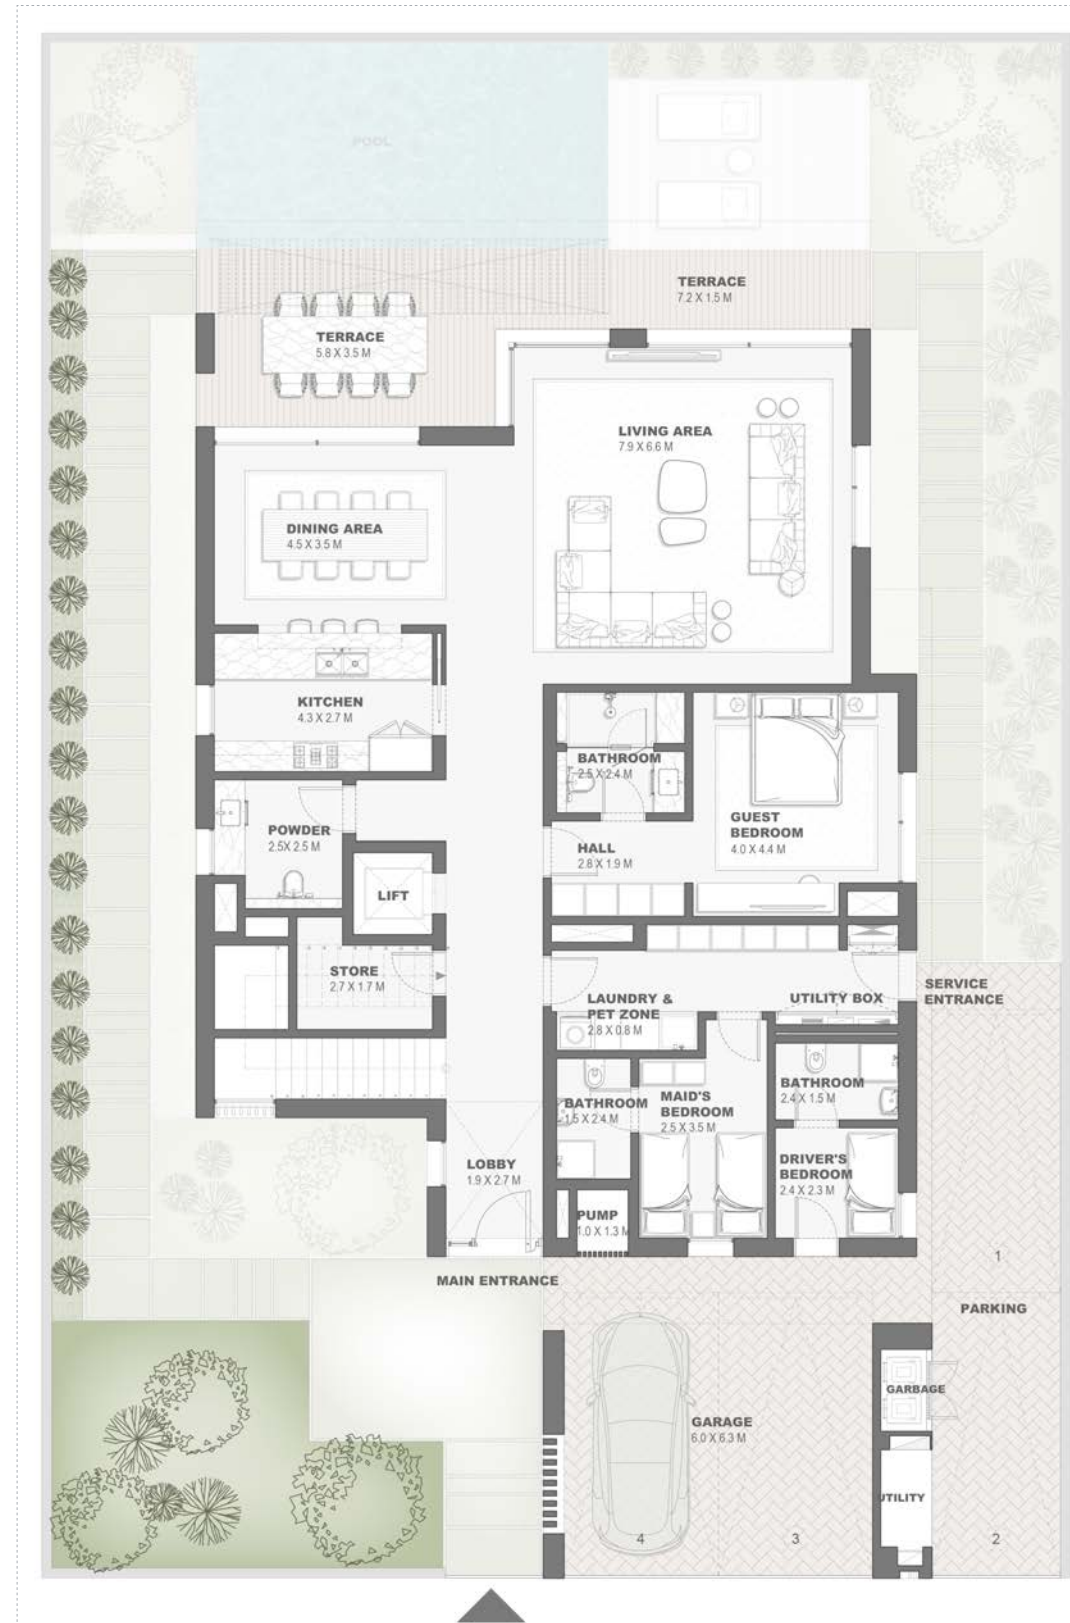 POOL
TERRACE
7.2 X 1.5 M
TERRACE
5.8 X 3.5 M
LIVING AREA
7.9 X 6.6 M
DINING AREA
4.5 X 3.5 M
KITCHEN
4.3 X 2.7 M
BATHROOM
2.5 X 2.4 M
GUEST
BEDROOM
4.0 X 4.4 M
POWDER
2.5X 2.5 M
HALL
2.8 X 1.9 M
LIFT
STORE
2.7 X 1.7 M
LAUNDRY &
PET ZONE
2.8 X 0.8 M
UTILITY BOX
SERVICE
ENTRANCE
BATHROOM
1.5 X 2.4 M
MAID'S
BEDROOM
2.5 X 3.5 M
BATHROOM
2.4 X 1.5 M
LOBBY
1.9 X 2.7 M
DRIVER'S
BEDROOM
2.4 X 2.3 M
PUMP
1.0 X 1.3 M
MAIN ENTRANCE
1
PARKING
GARBAGE
GARAGE
6.0 X 6.3 M
UTILITY
4
3
2